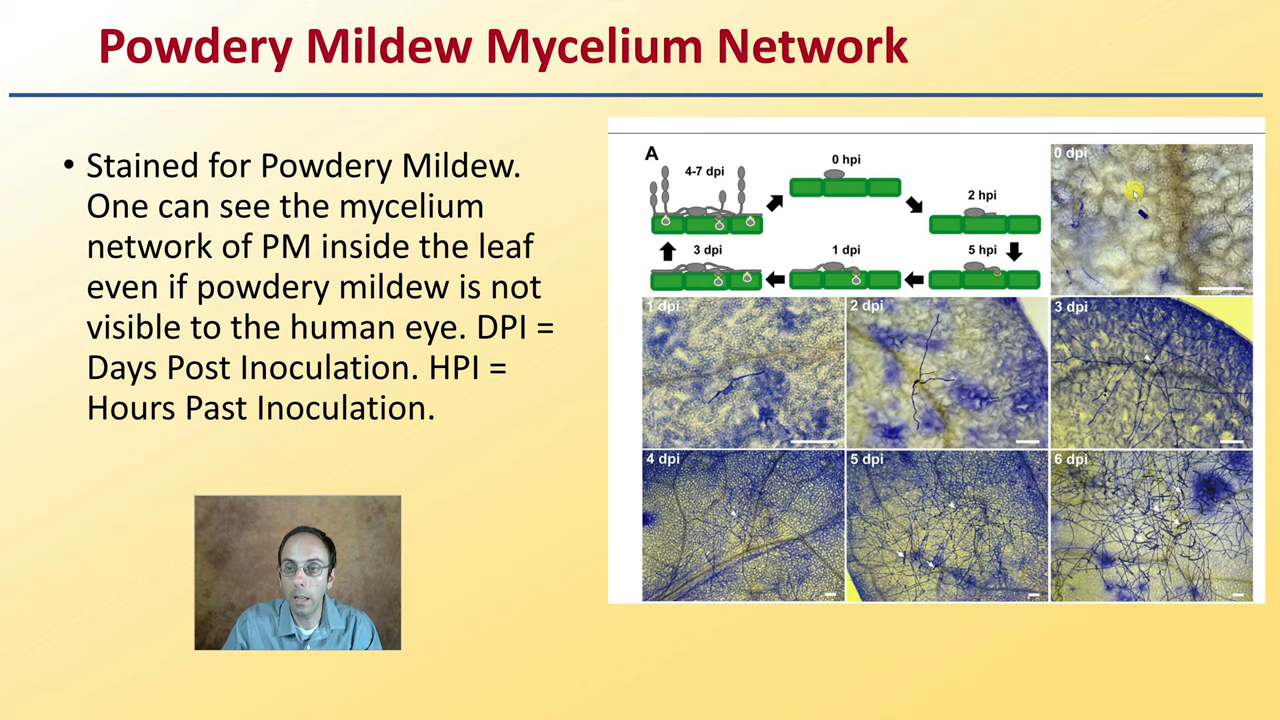 Powdery Mildew Mycelium Network
• Stained for Powdery Mildew.
One can see the mycelium
network of PM inside the leaf
even if powdery mildew is not
visible to the human eye. DPI =
Days Post Inoculation. HPI =
Hours Past Inoculation.
A
4-7 dpi
0 hpi
2 hpi
3 dpi
1 dpi
5 hpi
0 dpi
1 dpi
2 dpi
3 dpi
4 dpi
5 dpi
6 dpi